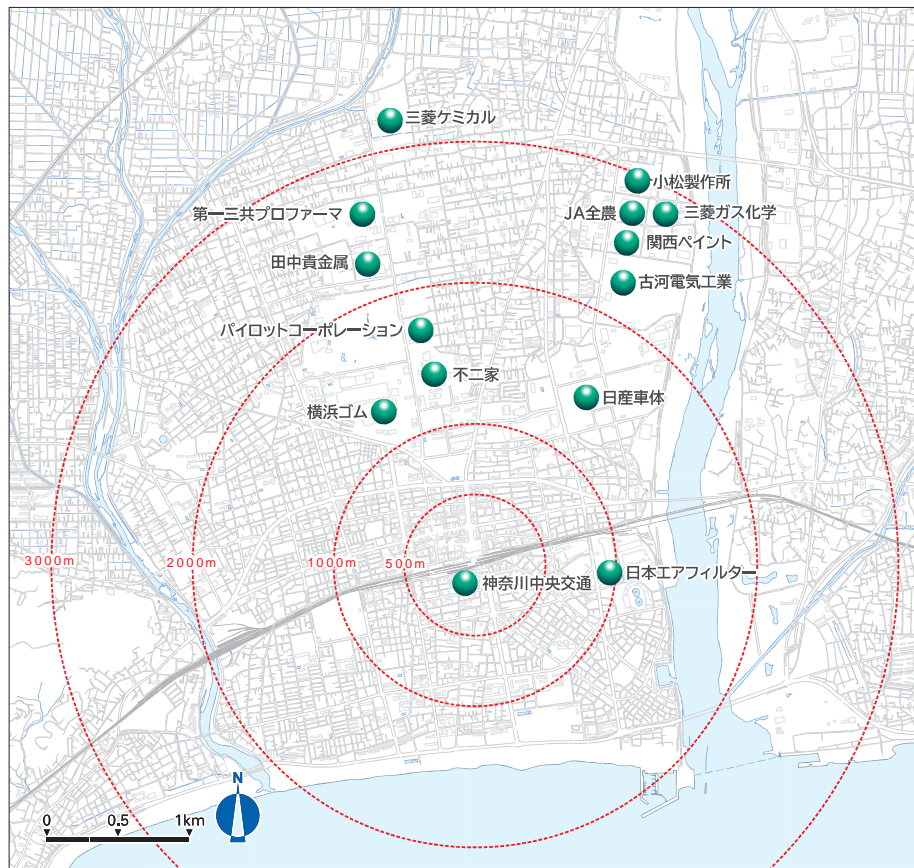 三菱ケミカル
小松製作所
第一三共プロファーマ
JA全農
三菱ガス化学
関西ペイント
田中貴金属
古河電気工業
パイロットコーポレーション
不二家
日産車体
横浜ゴム
3000m
2000m
1000m
500m
日本エアフィルター
神奈川中央交通
N
0
0.5
1km